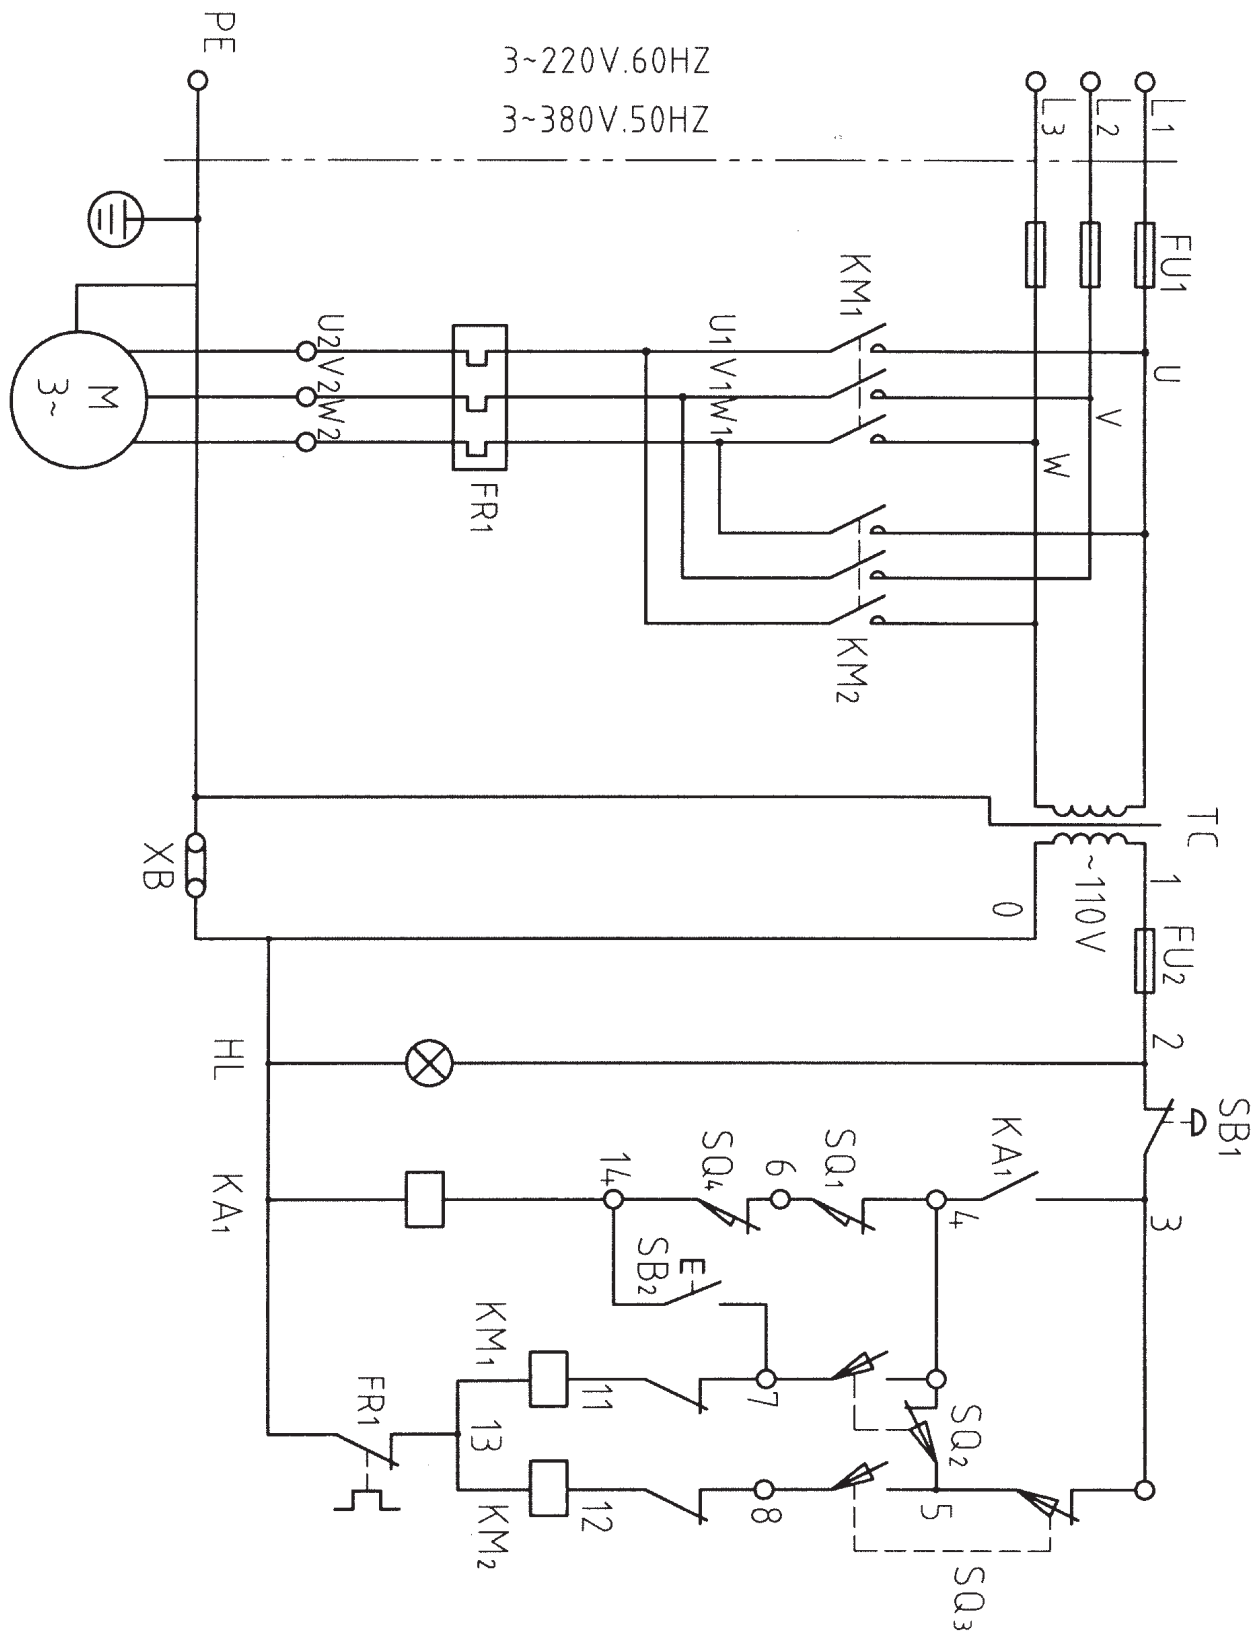 PE
3~220V.60HZ
3~380V.50HZ
L3
L2
L1
FU1
KM1
U2
V2
W2
U1
V1
W1
U
V
W
M
3~
FR1
KM2
TC
XB
0
~110V
1
FU2
2
HL
SB1
KA1
14
SQ4
6
SQ1
4
KA1
3
SB2
KM1
11
7
SQ2
FR1
13
12
8
5
KM2
SQ3